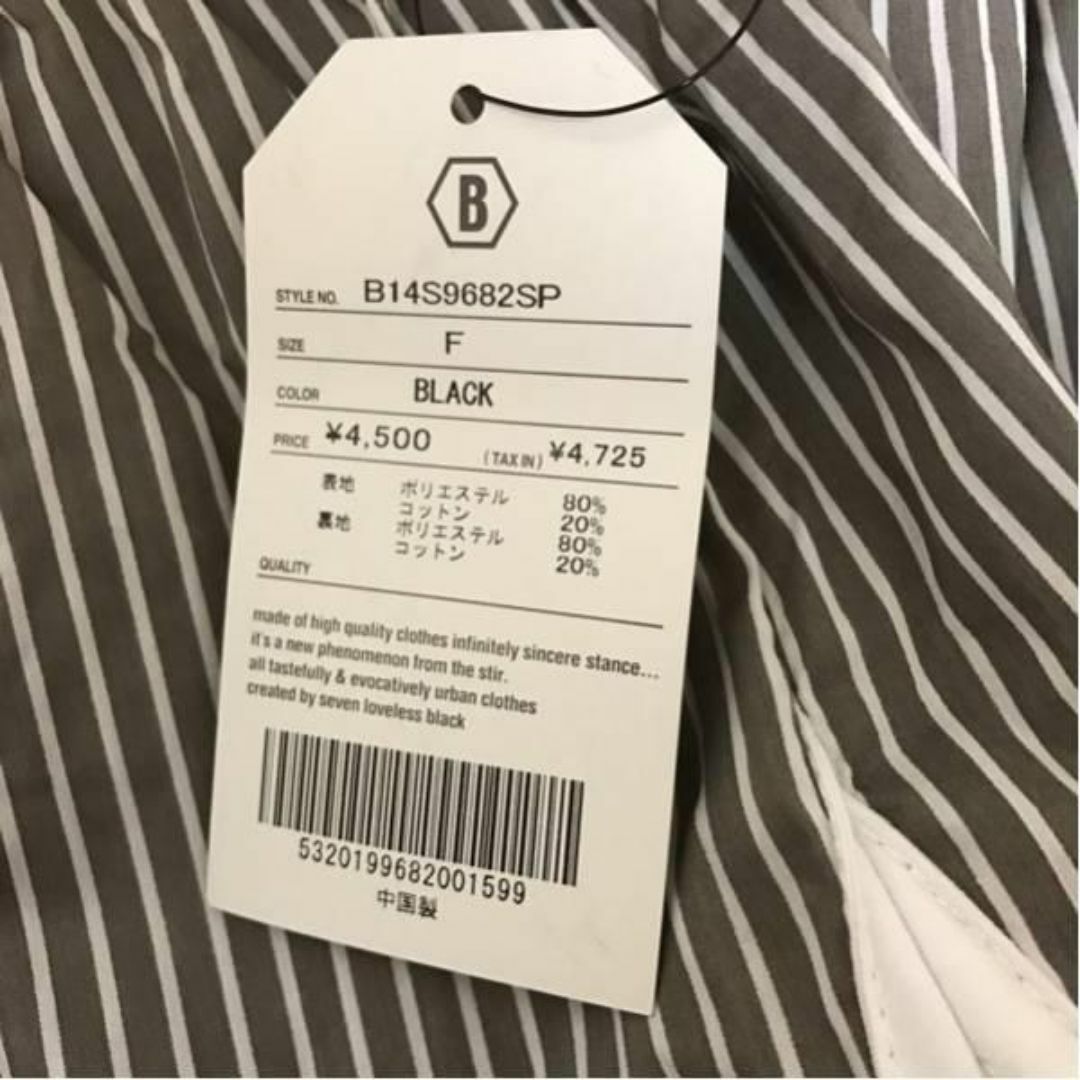 B
STYLE NO. B14S9682SP
SIZE F
COLOR BLACK
PRICE ¥4,500 (TAX IN) ¥4,725
表地 ポリエステル 80%
コットン 20%
裏地 ポリエステル 80%
コットン 20%
QUALITY
made of high quality clothes infinitely sincere stance...
it's a new phenomenon from the stir.
all tastefully & evocatively urban clothes
created by seven loveless black
5320199682001599
中国製